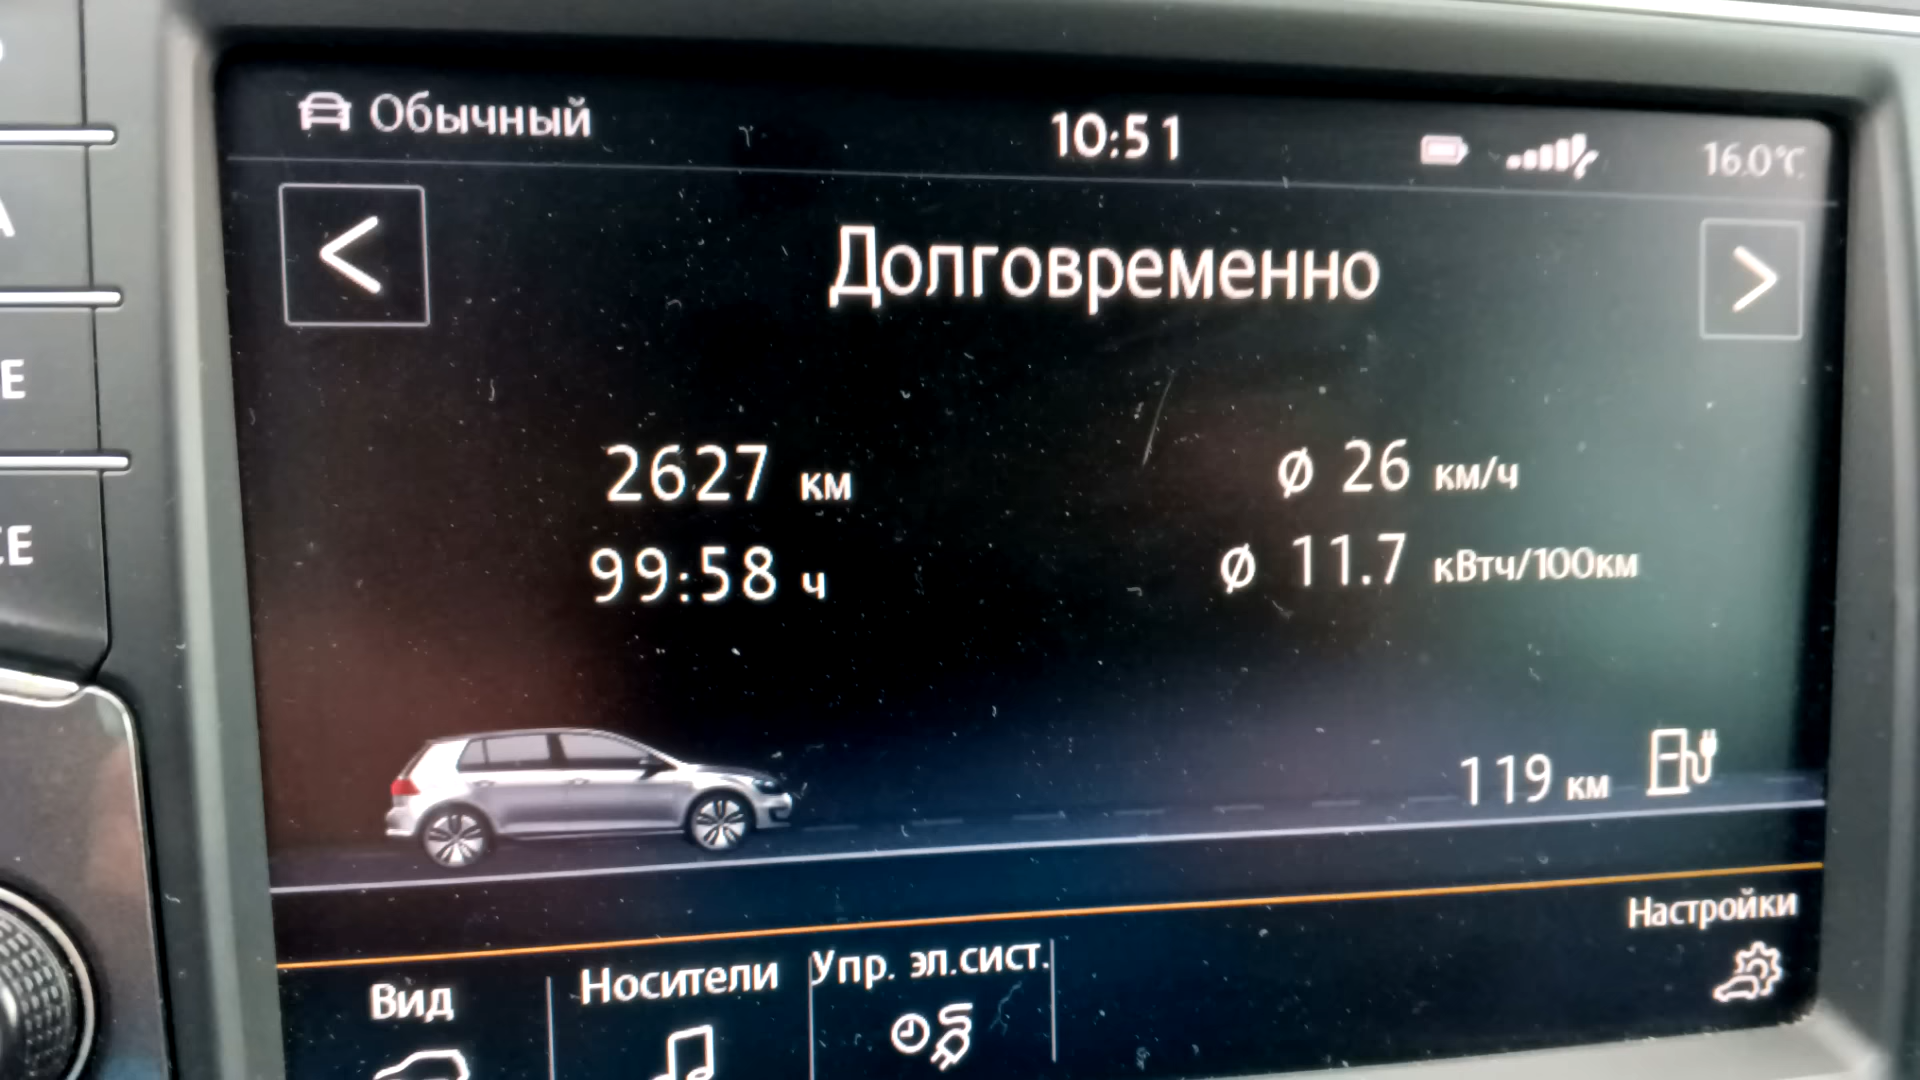 Обычный 10:51 16.0°C
Долговременно
2627 км ø 26 км/ч
99:58 ч ø 11.7 кВтч/100км
119 км
Вид Носители Упр. эл.сист. Настройки
A
E
CE